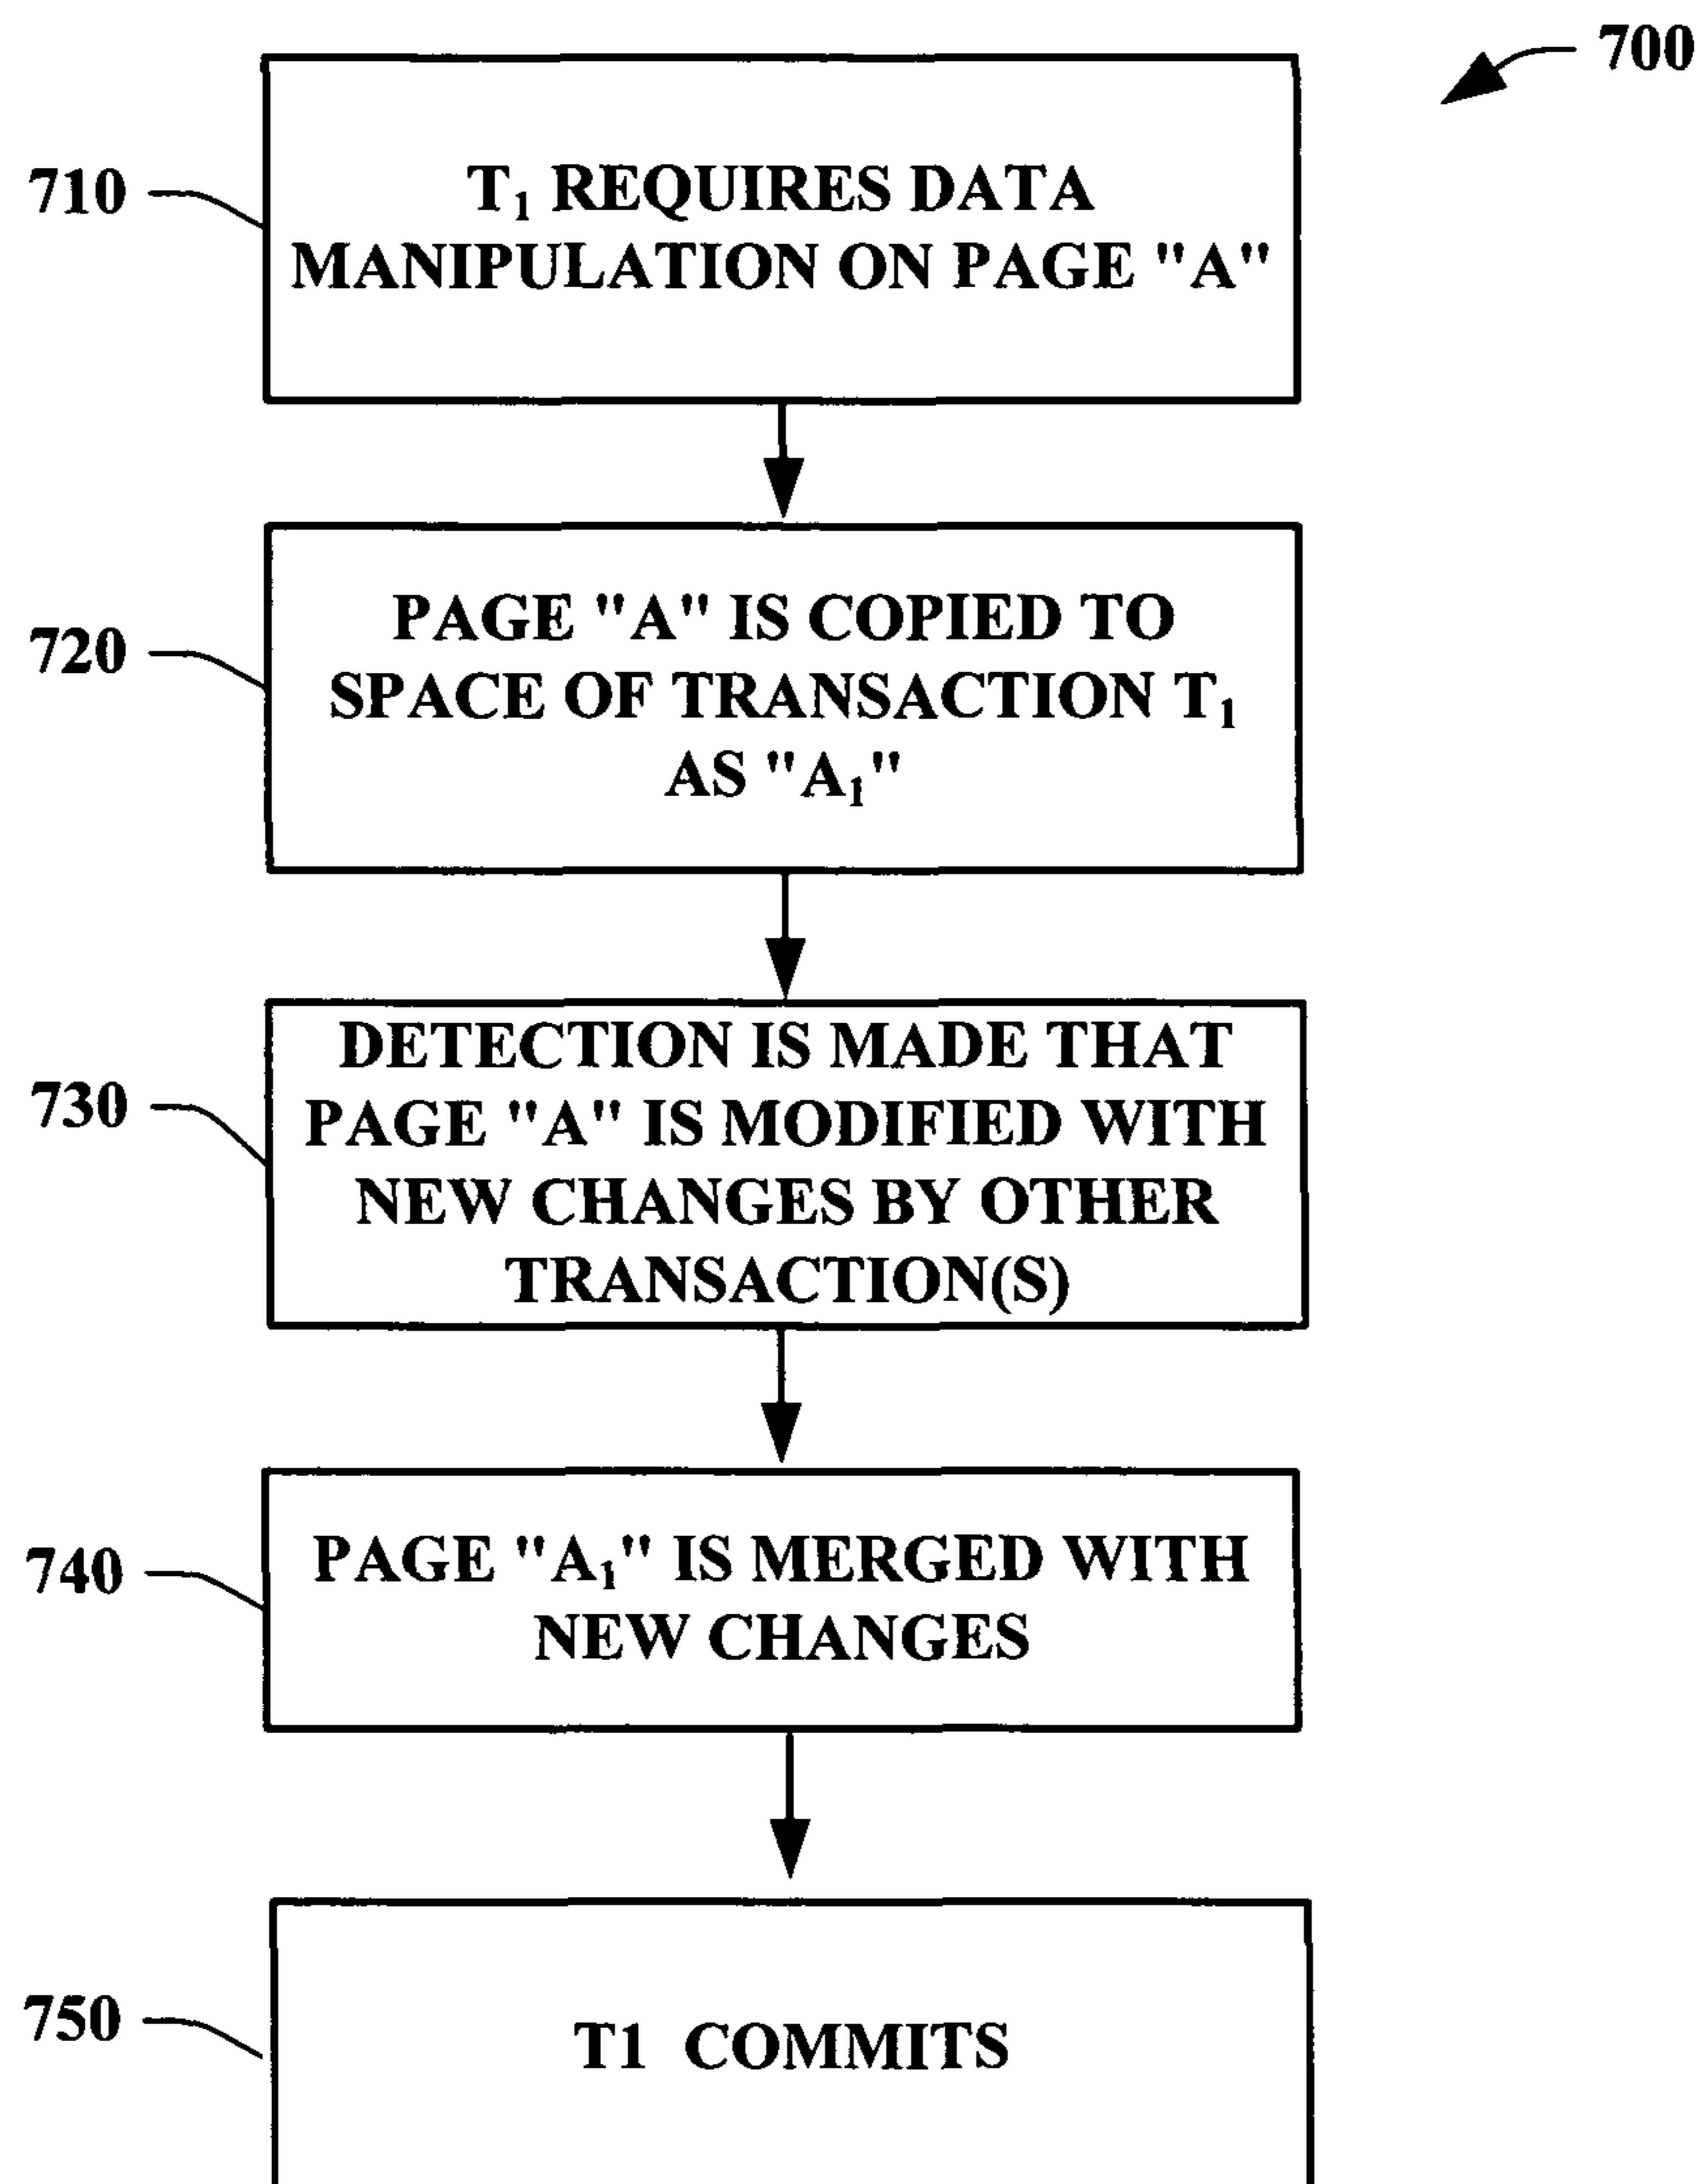 700
710
T₁ REQUIRES DATA
MANIPULATION ON PAGE "A"
720
PAGE "A" IS COPIED TO
SPACE OF TRANSACTION T₁
AS "A₁"
730
DETECTION IS MADE THAT
PAGE "A" IS MODIFIED WITH
NEW CHANGES BY OTHER
TRANSACTION(S)
740
PAGE "A₁" IS MERGED WITH
NEW CHANGES
750
T1 COMMITS